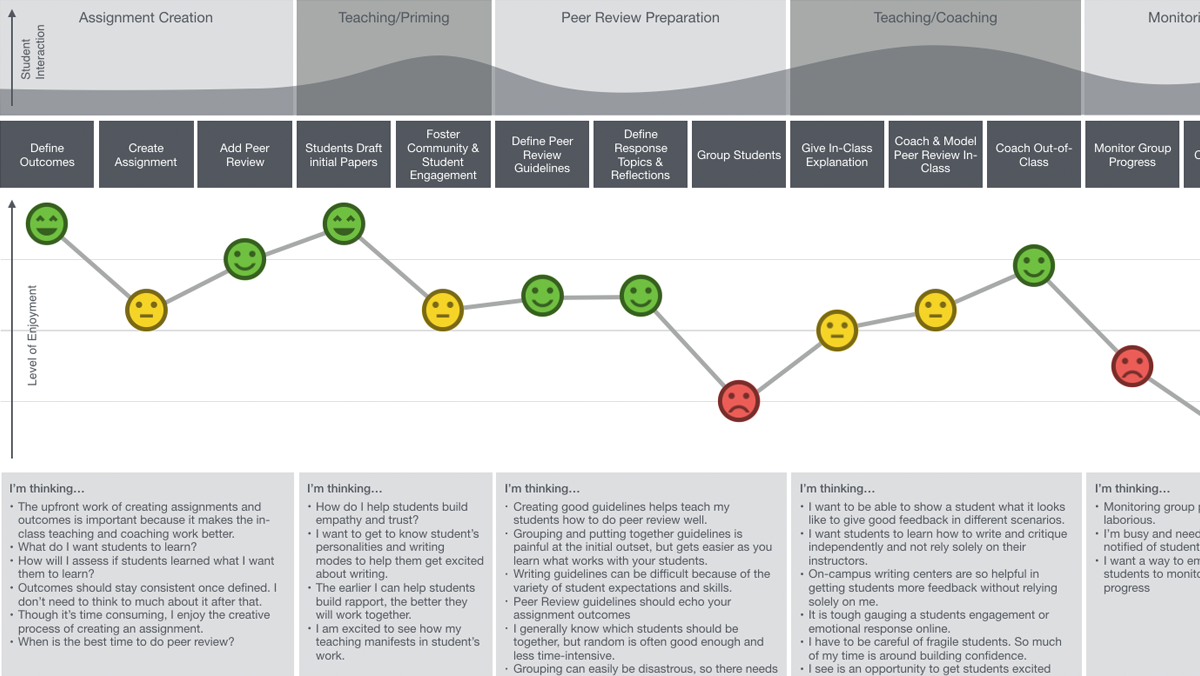 Assignment Creation
Teaching/Priming
Peer Review Preparation
Teaching/Coaching
Student
Interaction
Define
Outcomes
Create
Assignment
Add Peer
Review
Students Draft
initial Papers
Foster
Community &
Student
Engagement
Define Peer
Review
Guidelines
Define
Response
Topics &
Reflections
Group Students
Give In-Class
Explanation
Coach & Model
Peer Review In-
Class
Coach Out-of-
Class
Monitor Group
Progress
Level of Enjoyment
I'm thinking…
• The upfront work of creating assignments and
outcomes is important because it makes the in-
class teaching and coaching work better.
• What do I want students to learn?
• How will I assess if students learned what I want
them to learn?
• Outcomes should stay consistent once defined. I
don't need to think to much about it after that.
• Though it's time consuming, I enjoy the creative
process of creating an assignment.
• When is the best time to do peer review?
I'm thinking…
• How do I help students build
empathy and trust?
• I want to get to know student's
personalities and writing
modes to help them get excited
about writing.
• The earlier I can help students
build rapport, the better they
will work together.
• I am excited to see how my
teaching manifests in student's
work.
I'm thinking…
• Creating good guidelines helps teach my
students how to do peer review well.
• Grouping and putting together guidelines is
painful at the initial outset, but gets easier as you
learn what works with your students.
• Writing guidelines can be difficult because of the
variety of student expectations and skills.
• Peer Review guidelines should echo your
assignment outcomes
• I generally know which students should be
together, but random is often good enough and
less time-intensive.
• Grouping can easily be disastrous, so there needs
I'm thinking…
• I want to be able to show a student what it looks
like to give good feedback in different scenarios.
• I want students to learn how to write and critique
independently and not rely solely on their
instructors.
• On-campus writing centers are so helpful in
getting students more feedback without relying
solely on me.
• It is tough gauging a students engagement or
emotional response online.
• I have to be careful of fragile students. So much
of my time is around building confidence.
• I see is an opportunity to get students excited
I'm thinking…
• Monitoring group
laborious.
• I'm busy and need
notified of student
• I want a way to
students to
progress